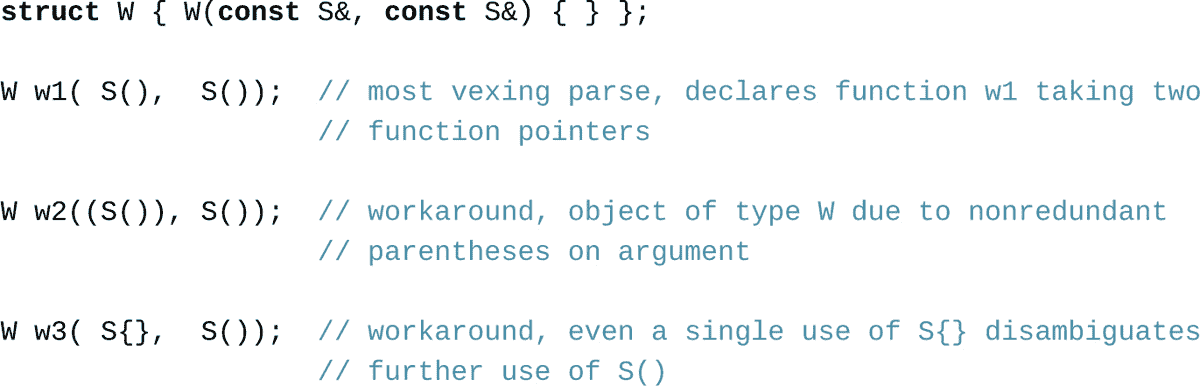 struct W { W(const S&, const S&) { } };
W w1( S(),  S());  // most vexing parse, declares function w1 taking two
// function pointers
W w2((S()), S());  // workaround, object of type W due to nonredundant
// parentheses on argument
W w3( S{},  S());  // workaround, even a single use of S{} disambiguates
// further use of S()